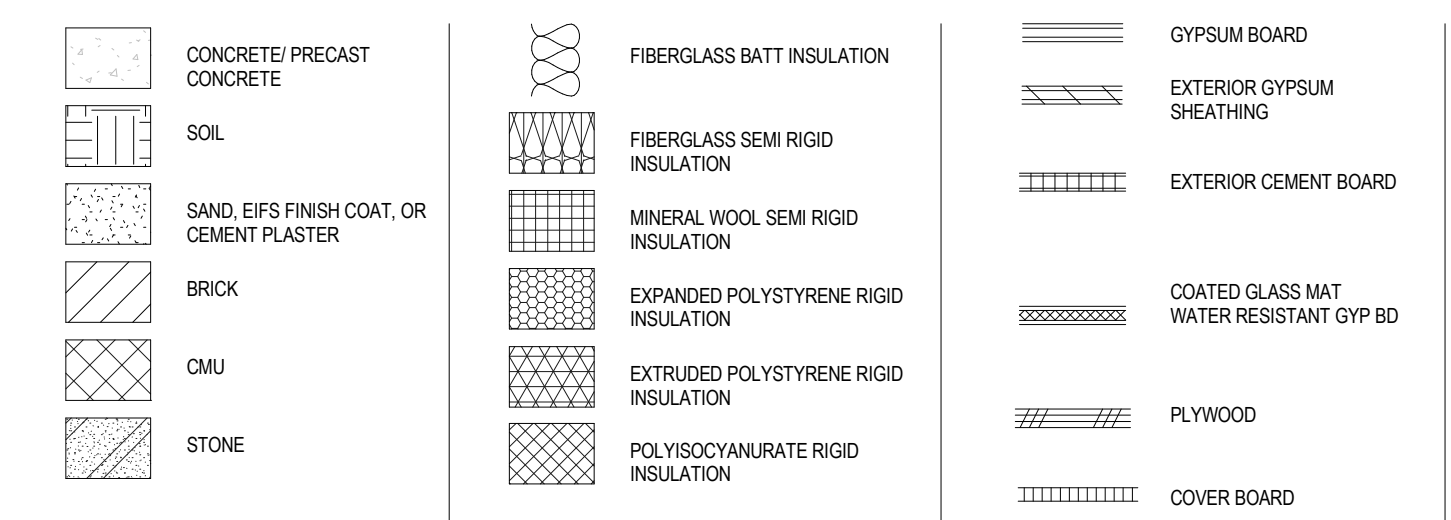 CONCRETE/ PRECAST
CONCRETE
SOIL
SAND, EIFS FINISH COAT, OR
CEMENT PLASTER
BRICK
CMU
STONE
FIBERGLASS BATT INSULATION
FIBERGLASS SEMI RIGID
INSULATION
MINERAL WOOL SEMI RIGID
INSULATION
EXPANDED POLYSTYRENE RIGID
INSULATION
EXTRUDED POLYSTYRENE RIGID
INSULATION
POLYISOCYANURATE RIGID
INSULATION
GYPSUM BOARD
EXTERIOR GYPSUM
SHEATHING
EXTERIOR CEMENT BOARD
COATED GLASS MAT
WATER RESISTANT GYP BD
PLYWOOD
COVER BOARD